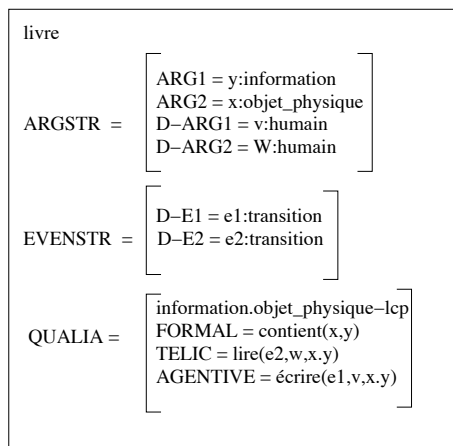 livre
ARG1 = y:information
ARG2 = x:objet_physique
ARGSTR =
D–ARG1 = v:humain
D–ARG2 = W:humain
D–E1 = e1:transition
EVENSTR =
D–E2 = e2:transition
information.objet_physique–lcp
QUALIA =
FORMAL = contient(x,y)
TELIC = lire(e2,w,x.y)
AGENTIVE = écrire(e1,v,x.y)